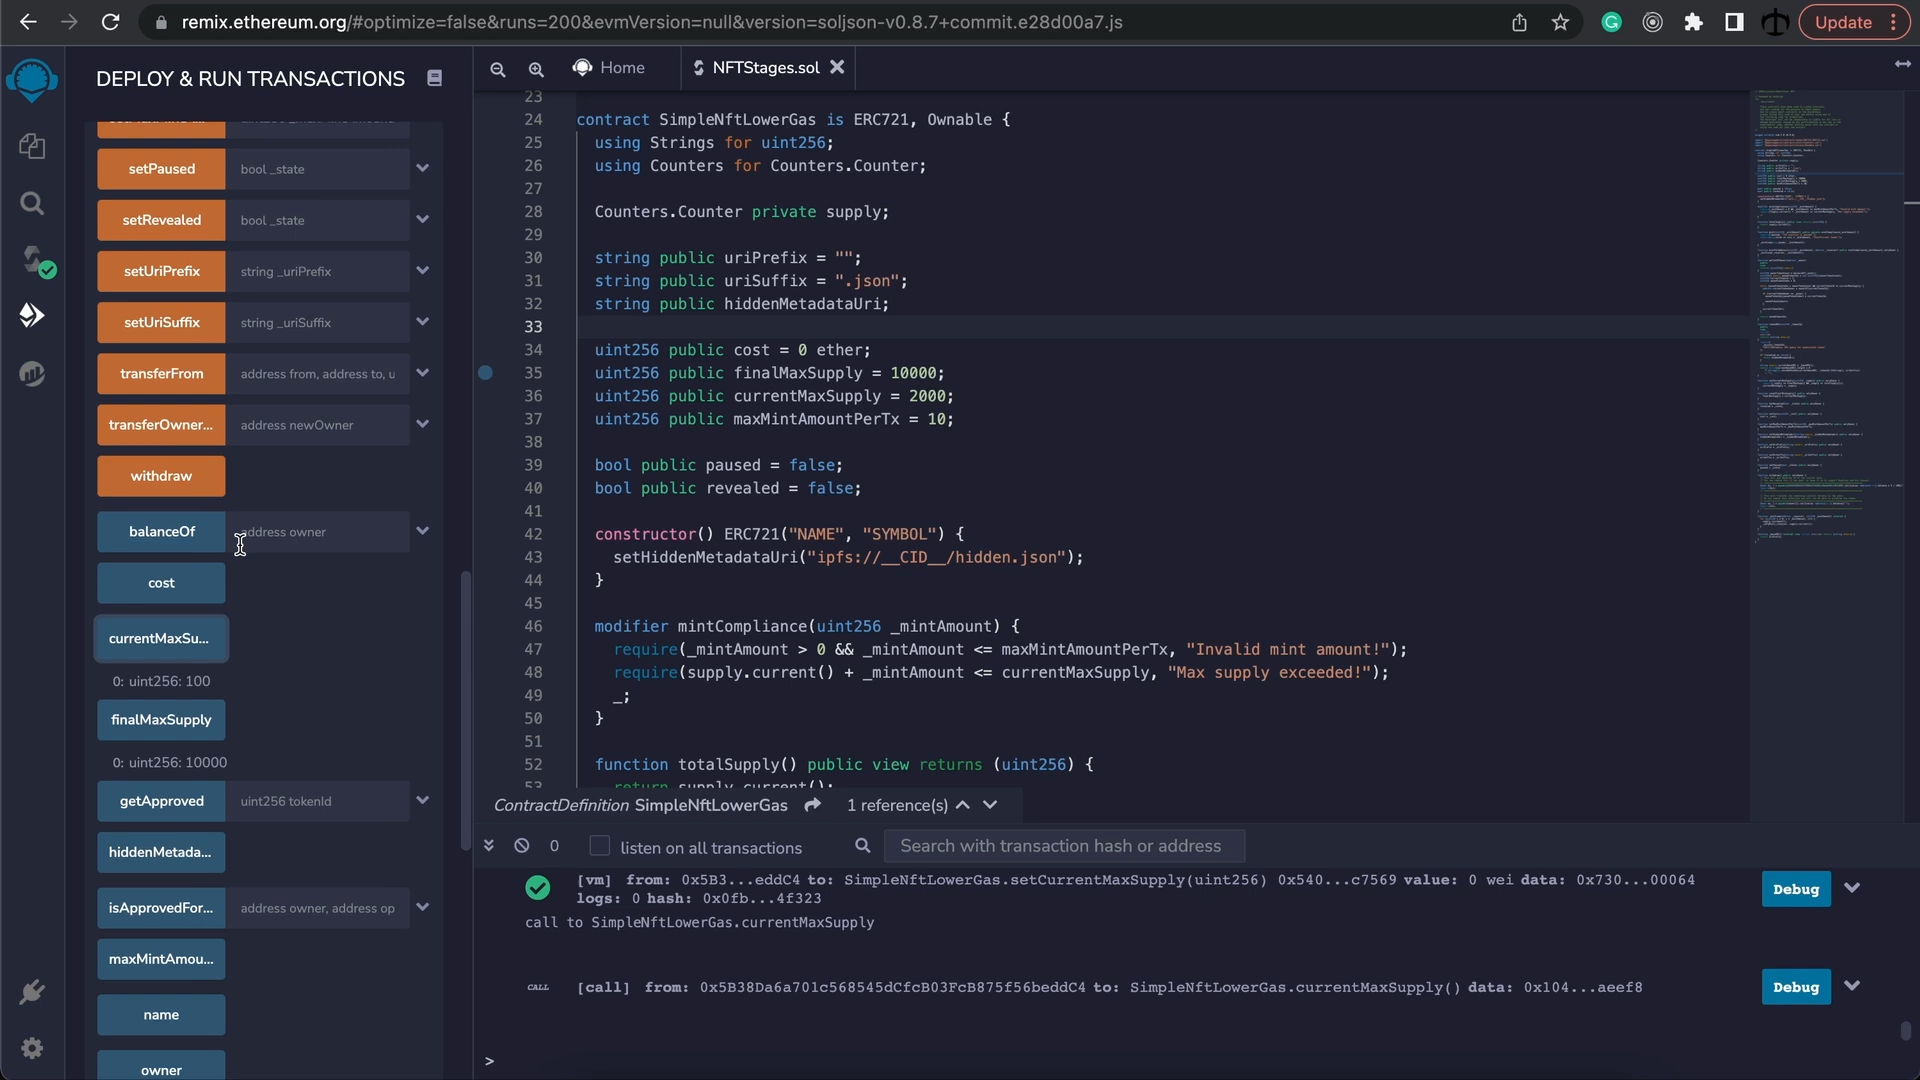 remix.ethereum.org/#optimize=false&runs=200&evmVersion=null&version=soljson-v0.8.7+commit.e28d00a7.js
Update
DEPLOY & RUN TRANSACTIONS
Home
NFTStages.sol
setPaused
bool _state
setRevealed
bool _state
setUriPrefix
string _uriPrefix
setUriSuffix
string _uriSuffix
transferFrom
address from, address to, u
transferOwner...
address newOwner
withdraw
balanceOf
address owner
cost
currentMaxSu...
0: uint256: 100
finalMaxSupply
0: uint256: 10000
getApproved
uint256 tokenId
hiddenMetada...
isApprovedFor...
address owner, address op
maxMintAmou...
name
owner
23
24 contract SimpleNftLowerGas is ERC721, Ownable {
25 using Strings for uint256;
26 using Counters for Counters.Counter;
27
28 Counters.Counter private supply;
29
30 string public uriPrefix = "";
31 string public uriSuffix = ".json";
32 string public hiddenMetadataUri;
33
34 uint256 public cost = 0 ether;
35 uint256 public finalMaxSupply = 10000;
36 uint256 public currentMaxSupply = 2000;
37 uint256 public maxMintAmountPerTx = 10;
38
39 bool public paused = false;
40 bool public revealed = false;
41
42 constructor() ERC721("NAME", "SYMBOL") {
43 setHiddenMetadataUri("ipfs://__CID__/hidden.json");
44 }
45
46 modifier mintCompliance(uint256 _mintAmount) {
47 require(_mintAmount > 0 && _mintAmount <= maxMintAmountPerTx, "Invalid mint amount!");
48 require(supply.current() + _mintAmount <= currentMaxSupply, "Max supply exceeded!");
49 _;
50 }
51
52 function totalSupply() public view returns (uint256) {
53 return supply.current();
ContractDefinition SimpleNftLowerGas 1 reference(s)
0 listen on all transactions Search with transaction hash or address
[vm] from: 0x5B3...eddC4 to: SimpleNftLowerGas.setCurrentMaxSupply(uint256) 0x540...c7569 value: 0 wei data: 0x730...00064
logs: 0 hash: 0x0fb...4f323
Debug
call to SimpleNftLowerGas.currentMaxSupply
CALL [call] from: 0x5B38Da6a701c568545dCfcB03FcB875f56beddC4 to: SimpleNftLowerGas.currentMaxSupply() data: 0x104...aeef8
Debug
>